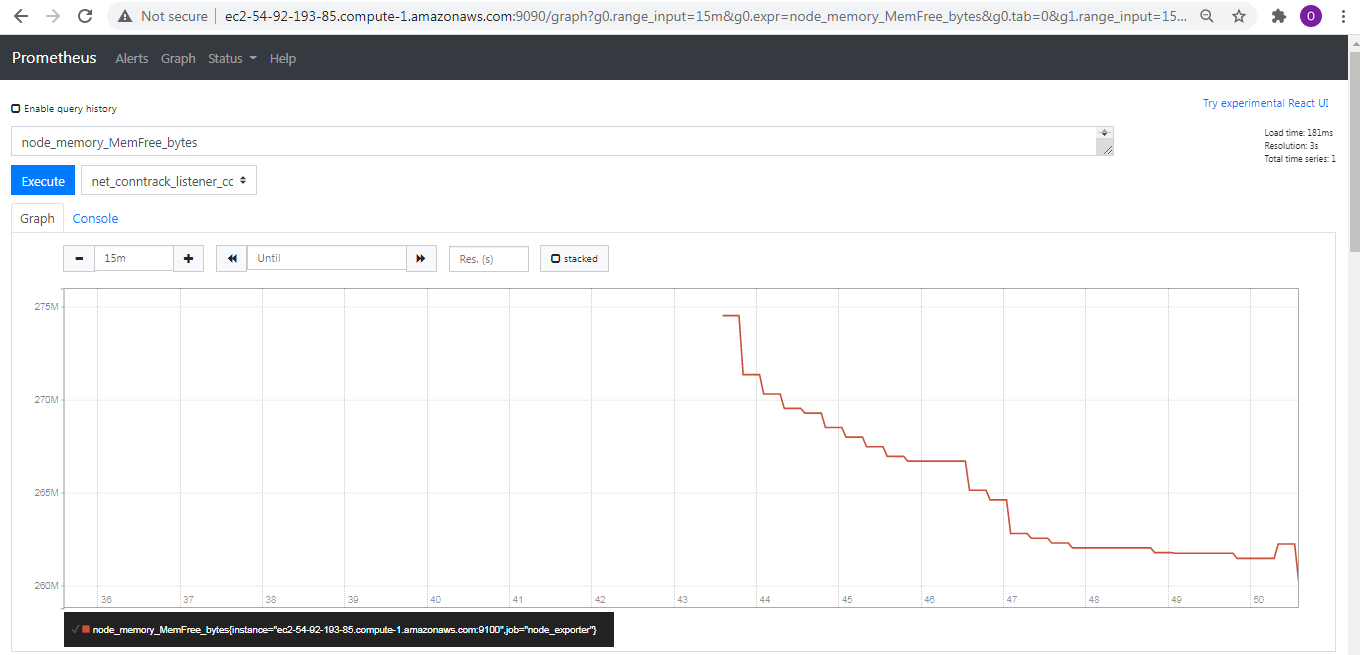 Not secure | ec2-54-92-193-85.compute-1.amazonaws.com:9090/graph?g0.range_input=15m&g0.expr=node_memory_MemFree_bytes&g0.tab=0&g1.range_input=15... O
Prometheus Alerts Graph Status Help
Enable query history
Try experimental React UI
node_memory_MemFree_bytes
Load time: 181ms
Resolution: 3s
Total time series: 1
Execute net_conntrack_listener_cc
Graph Console
15m Until Res. (s) stacked
275M
270M
265M
260M
36 37 38 39 40 41 42 43 44 45 46 47 48 49 50
node_memory_MemFree_bytes{instance="ec2-54-92-193-85.compute-1.amazonaws.com:9100",job="node_exporter"}